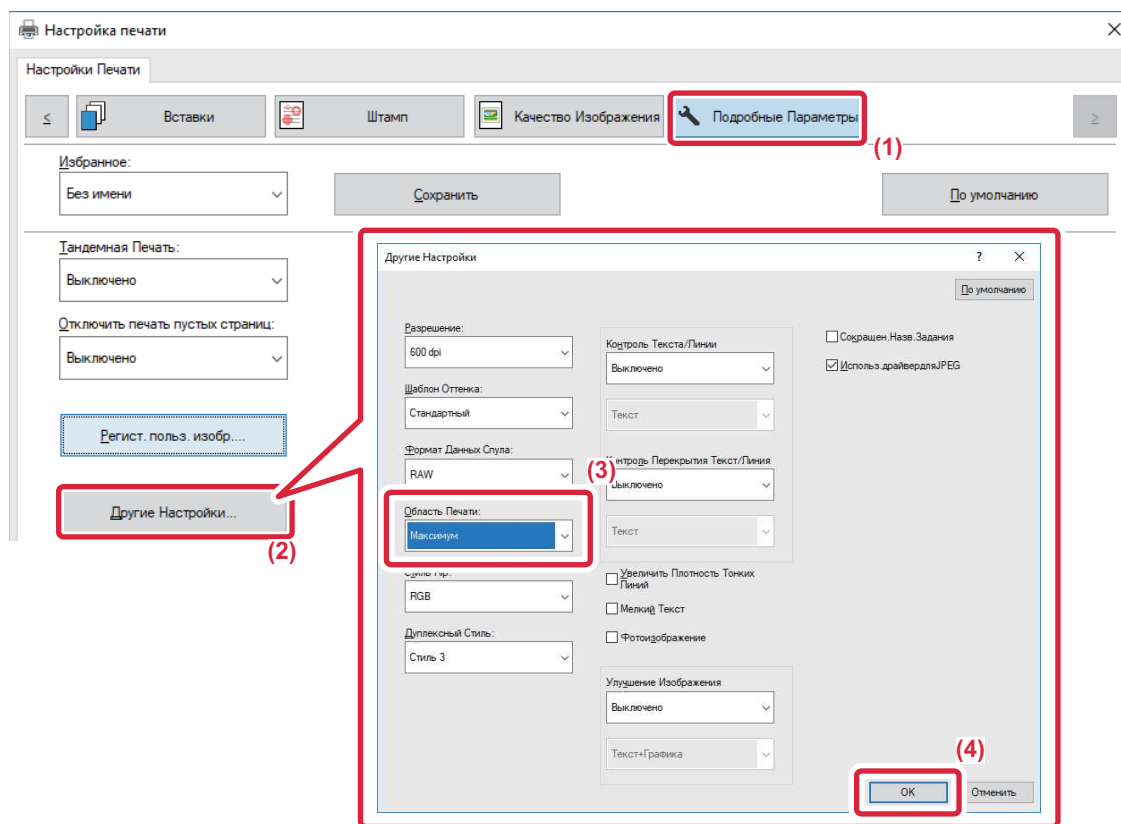 Настройка печати
Настройки Печати
<
Вставки
Штамп
Качество Изображения
Подробные Параметры
>
(1)
Избранное:
Без имени
Сохранить
По умолчанию
Тандемная Печать:
Выключено
Отключить печать пустых страниц:
Выключено
Регист. польз. изобр....
Другие Настройки...
(2)
Другие Настройки
?
По умолчанию
Разрешение:
600 dpi
Шаблон Оттенка:
Стандартный
Формат Данных Спула:
RAW
(3)
Область Печати:
Максимум
RGB
Дуплексный Стиль:
Стиль 3
Контроль Текста/Линии
Выключено
Текст
Контроль Перекрытия Текст/Линия
Выключено
Текст
Увеличить Плотность Тонких
Линий
Мелкий Текст
Фотоизображение
Улучшение Изображения
Выключено
Текст+Графика
Сокращен.Назв.Задания
Использ.драйвердляJPEG
(4)
OK
Отменить